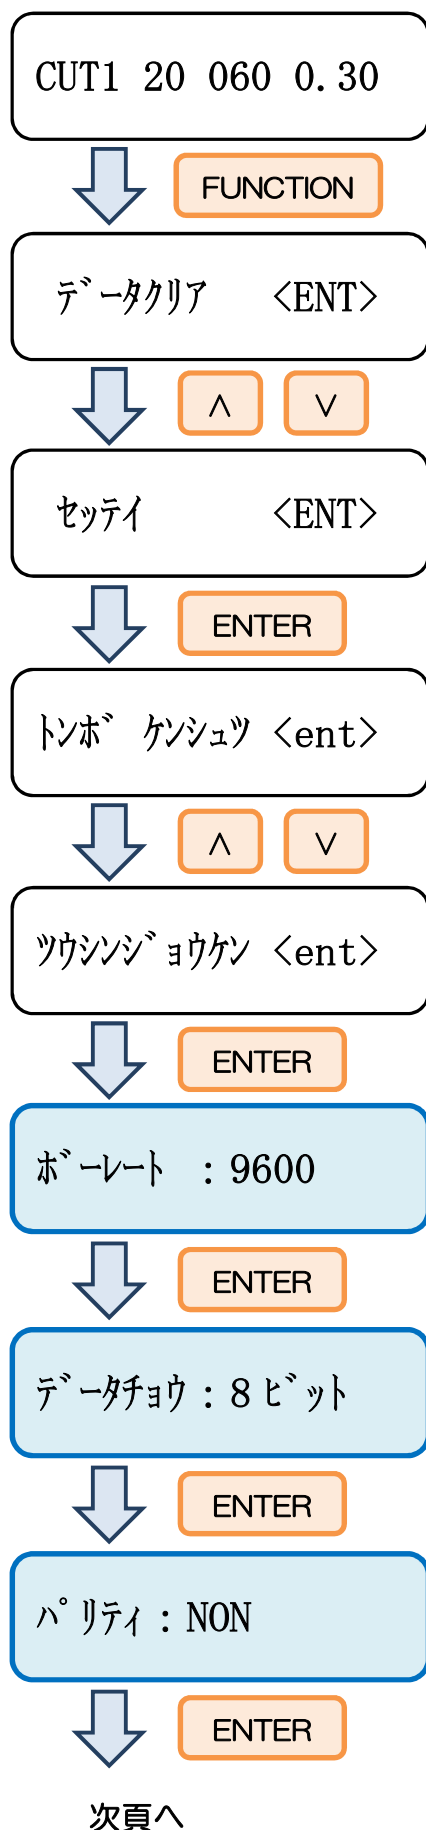 CUT1 20 060 0.30
FUNCTION
ﾃﾞｰﾀｸﾘｱ <ENT>
∧ ∨
ｾｯﾃｲ <ENT>
ENTER
ﾄﾝﾎﾞ ｹﾝｼｭﾂ <ent>
∧ ∨
ﾂｳｼﾝｼﾞｮｳｹﾝ <ent>
ENTER
ﾎﾞｰﾚｰﾄ :9600
ENTER
ﾃﾞｰﾀﾁｮｳ:8ﾋﾞｯﾄ
ENTER
ﾊﾟﾘﾃｨ:NON
ENTER
次頁へ